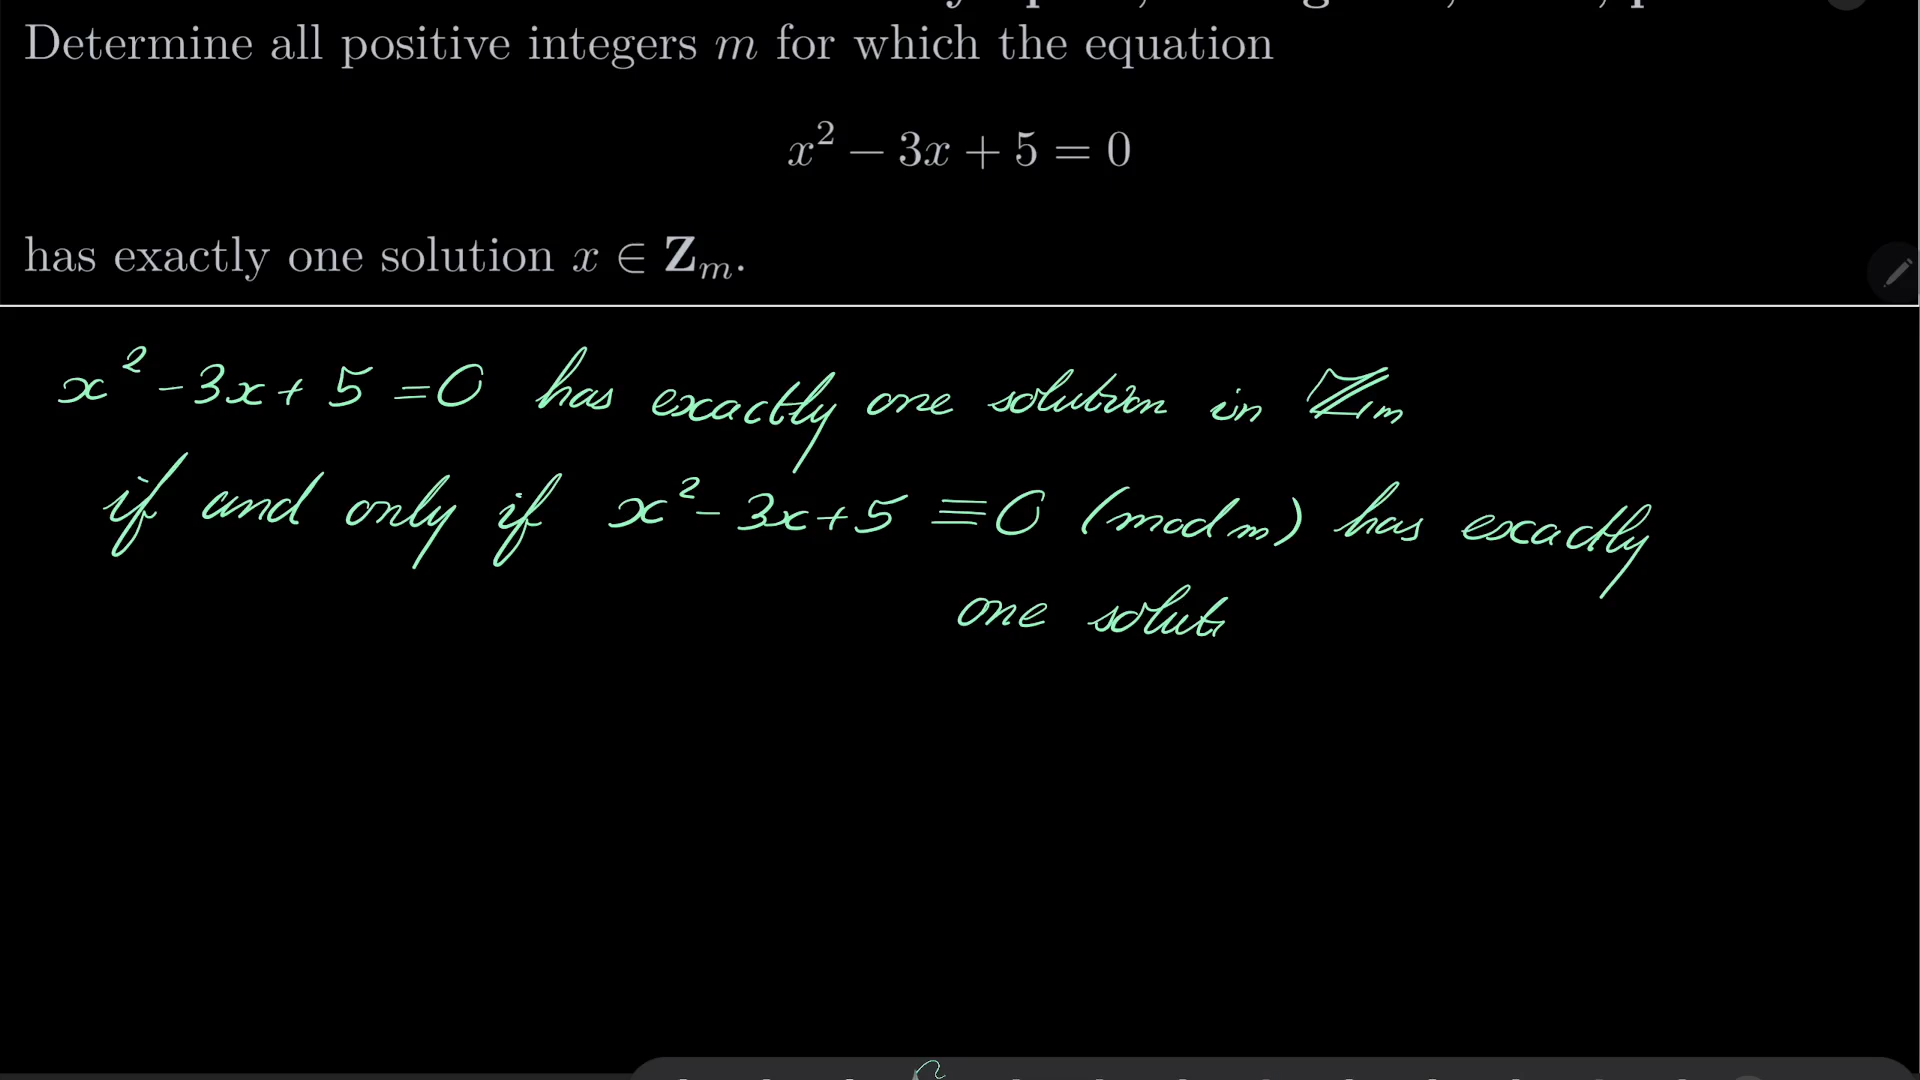 Determine all positive integers m for which the equation
x² − 3x + 5 = 0
has exactly one solution x ∈ Zₘ.
x² − 3x + 5 = 0 has exactly one solution in ℤₘ
if and only if x² − 3x + 5 ≡ 0 (mod m) has exactly
one solut